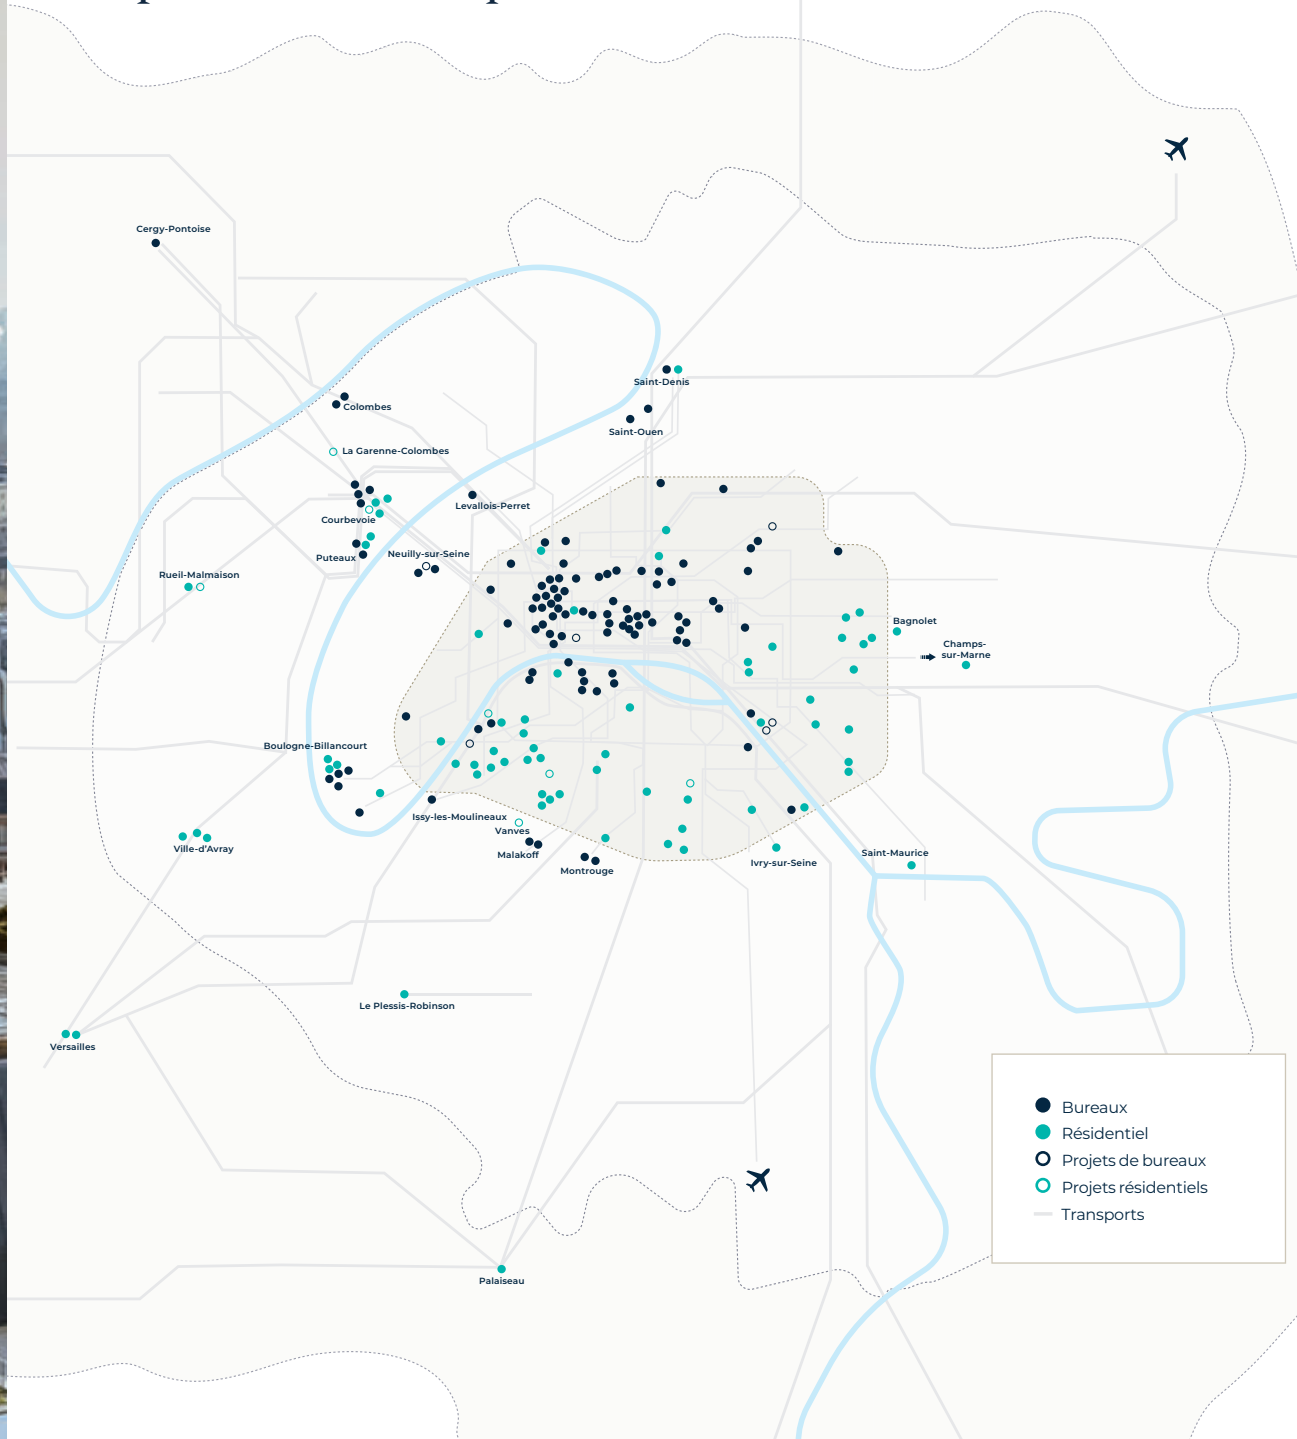 Cergy-Pontoise
Saint-Denis
Colombes
Saint-Ouen
La Garenne-Colombes
Levallois-Perret
Courbevoie
Neuilly-sur-Seine
Puteaux
Rueil-Malmaison
Bagnolet
Champs-
sur-Marne
Boulogne-Billancourt
Issy-les-Moulineaux
Vanves
Ville-d'Avray
Malakoff
Saint-Maurice
Ivry-sur-Seine
Montrouge
Le Plessis-Robinson
Versailles
Bureaux
Résidentiel
Projets de bureaux
Projets résidentiels
Transports
Palaiseau